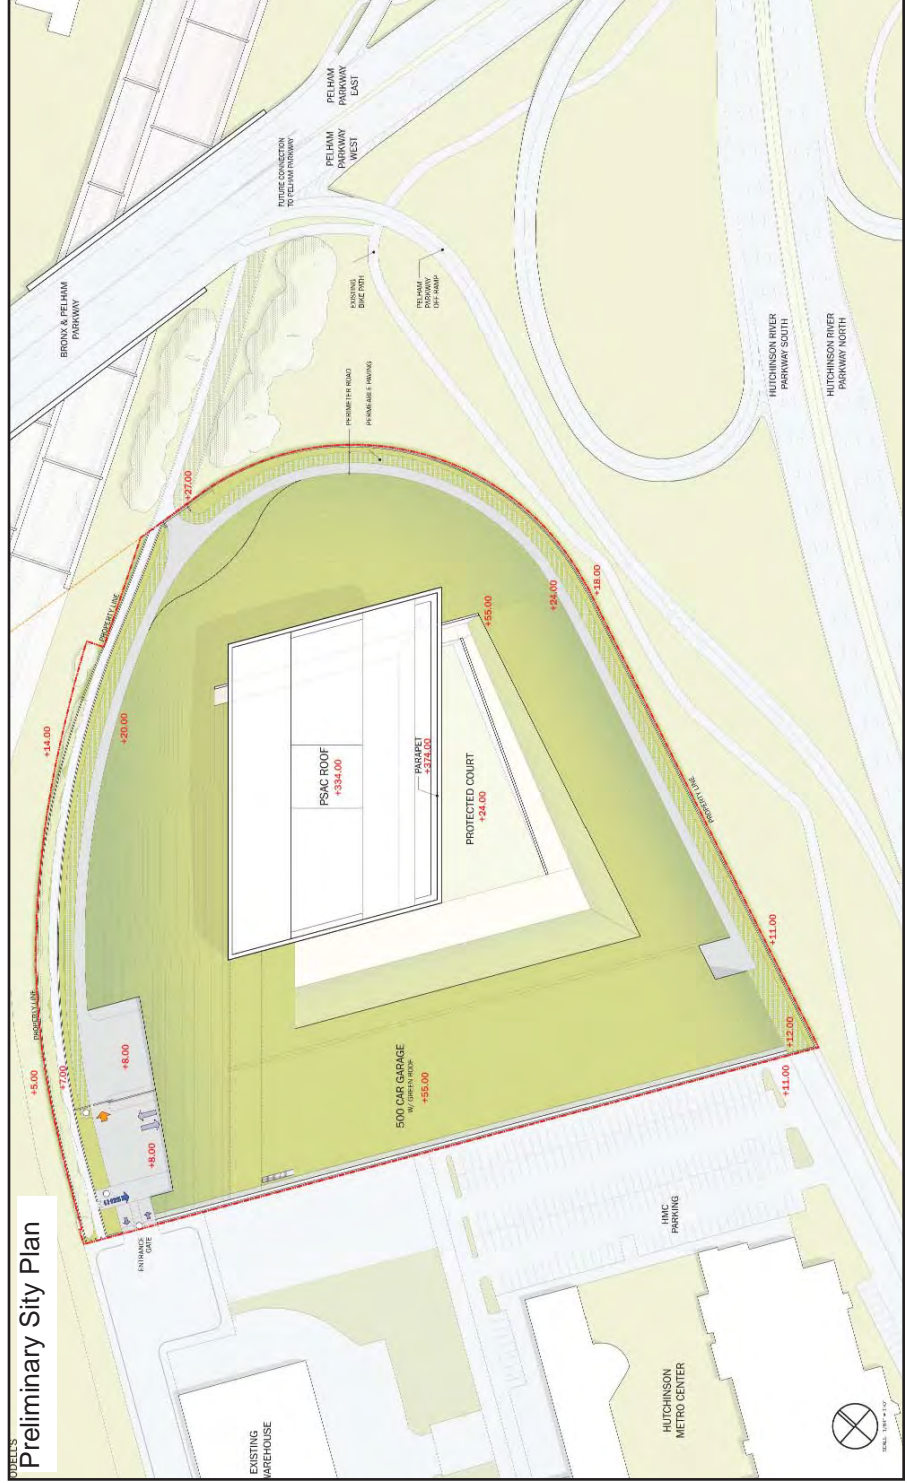 ODELL'S
Preliminary Sity Plan
BRONX & PELHAM
PARKWAY
PELHAM
PARKWAY
EAST
PELHAM
PARKWAY
WEST
FUTURE CONNECTION
TO PELHAM PARKWAY
EXISTING
BIKE PATH
PELHAM
PARKWAY
OFF RAMP
HUTCHINSON RIVER
PARKWAY SOUTH
HUTCHINSON RIVER
PARKWAY NORTH
PERIMETER ROAD
PERMEABLE PAVING
+27.00
PROPERTY LINE
+14.00
+20.00
+18.00
+24.00
+55.00
PSAC ROOF
+334.00
PARAPET
+374.00
PROTECTED COURT
+24.00
PROPERTY LINE
PROPERTY LINE
+5.00
+7.00
+8.00
+8.00
500 CAR GARAGE
W/ GREEN ROOF
+55.00
+11.00
+12.00
+11.00
ENTRANCE
GATE
HMC
PARKING
EXISTING
WAREHOUSE
HUTCHINSON
METRO CENTER